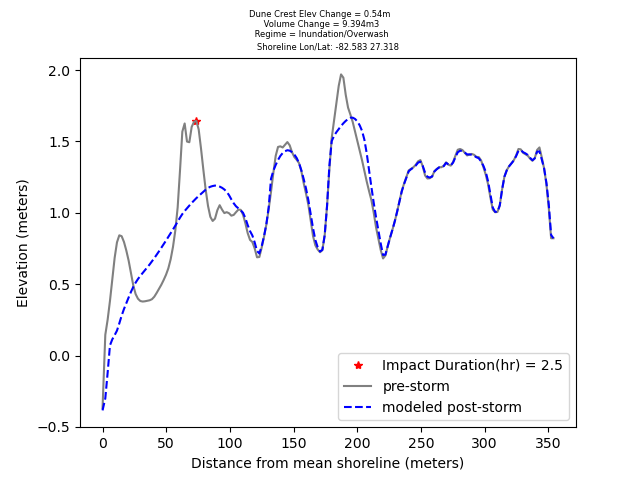 Dune Crest Elev Change = 0.54m
Volume Change = 9.394m3
Regime = Inundation/Overwash
Shoreline Lon/Lat: -82.583 27.318
2.0
1.5
1.0
0.5
0.0
−0.5
Elevation (meters)
Impact Duration(hr) = 2.5
pre-storm
modeled post-storm
0 50 100 150 200 250 300 350
Distance from mean shoreline (meters)